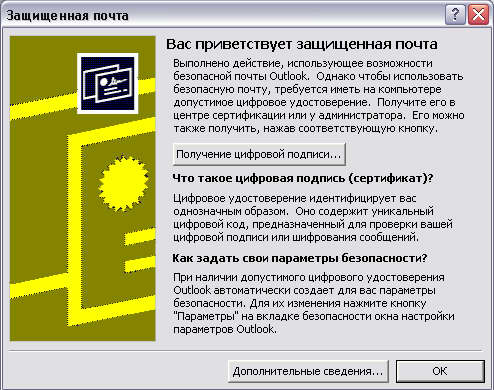 Защищенная почта
Вас приветствует защищенная почта
Выполнено действие, использующее возможности
безопасной почты Outlook. Однако чтобы использовать
безопасную почту, требуется иметь на компьютере
допустимое цифровое удостоверение. Получите его в
центре сертификации или у администратора. Его можно
также получить, нажав соответствующую кнопку.
Получение цифровой подписи...
Что такое цифровая подпись (сертификат)?
Цифровое удостоверение идентифицирует вас
однозначным образом. Оно содержит уникальный
цифровой код, предназначенный для проверки вашей
цифровой подписи или шифрования сообщений.
Как задать свои параметры безопасности?
При наличии допустимого цифрового удостоверения
Outlook автоматически создает для вас параметры
безопасности. Для их изменения нажмите кнопку
"Параметры" на вкладке безопасности окна настройки
параметров Outlook.
Дополнительные сведения... OK